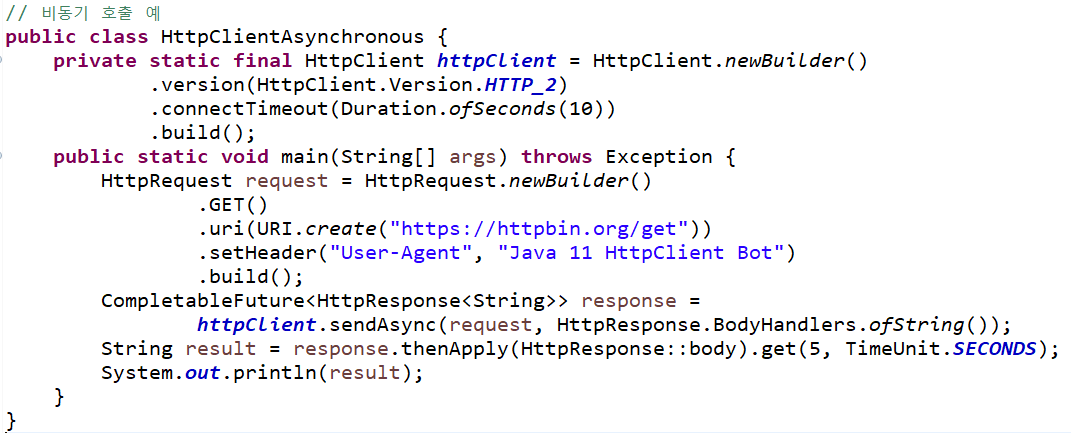 // 비동기 호출 예
public class HttpClientAsynchronous {
    private static final HttpClient httpClient = HttpClient.newBuilder()
            .version(HttpClient.Version.HTTP_2)
            .connectTimeout(Duration.ofSeconds(10))
            .build();
    public static void main(String[] args) throws Exception {
        HttpRequest request = HttpRequest.newBuilder()
                .GET()
                .uri(URI.create("https://httpbin.org/get"))
                .setHeader("User-Agent", "Java 11 HttpClient Bot")
                .build();
        CompletableFuture<HttpResponse<String>> response =
                httpClient.sendAsync(request, HttpResponse.BodyHandlers.ofString());
        String result = response.thenApply(HttpResponse::body).get(5, TimeUnit.SECONDS);
        System.out.println(result);
    }
}